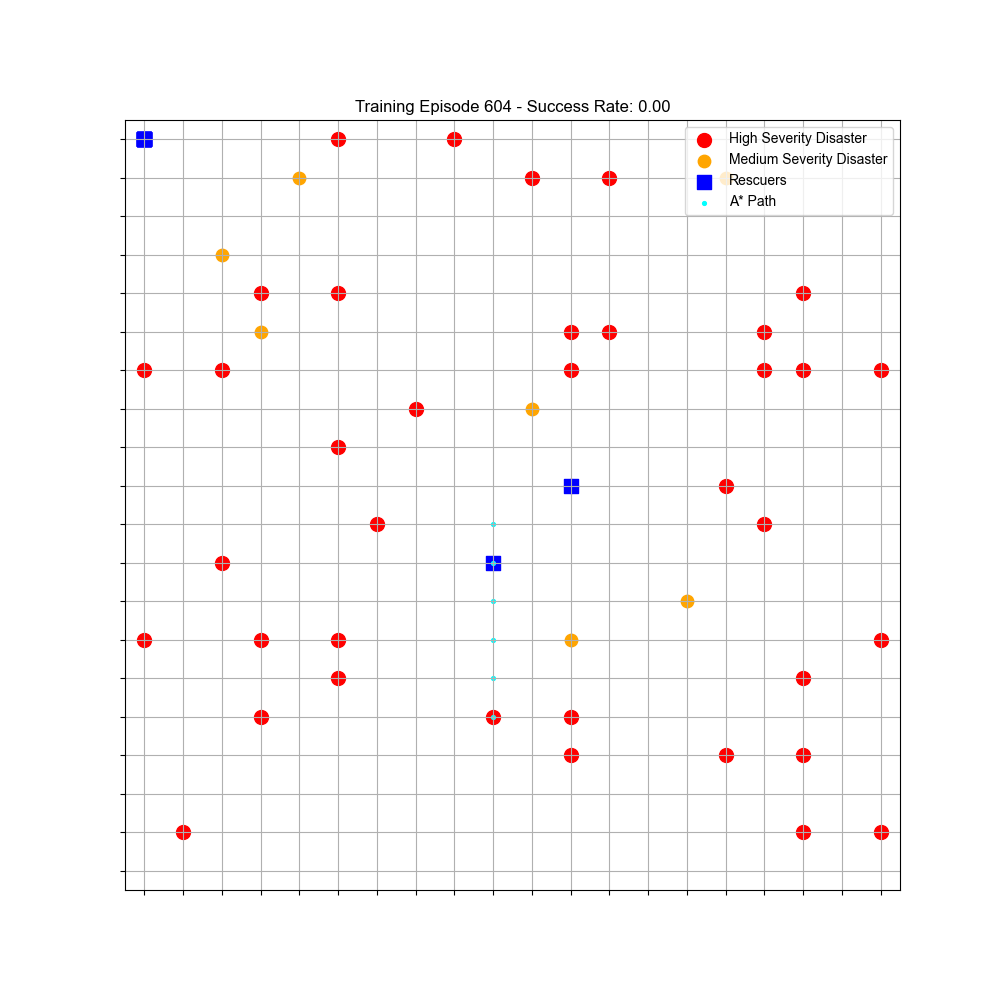 Training Episode 604 - Success Rate: 0.00
High Severity Disaster
Medium Severity Disaster
Rescuers
A* Path